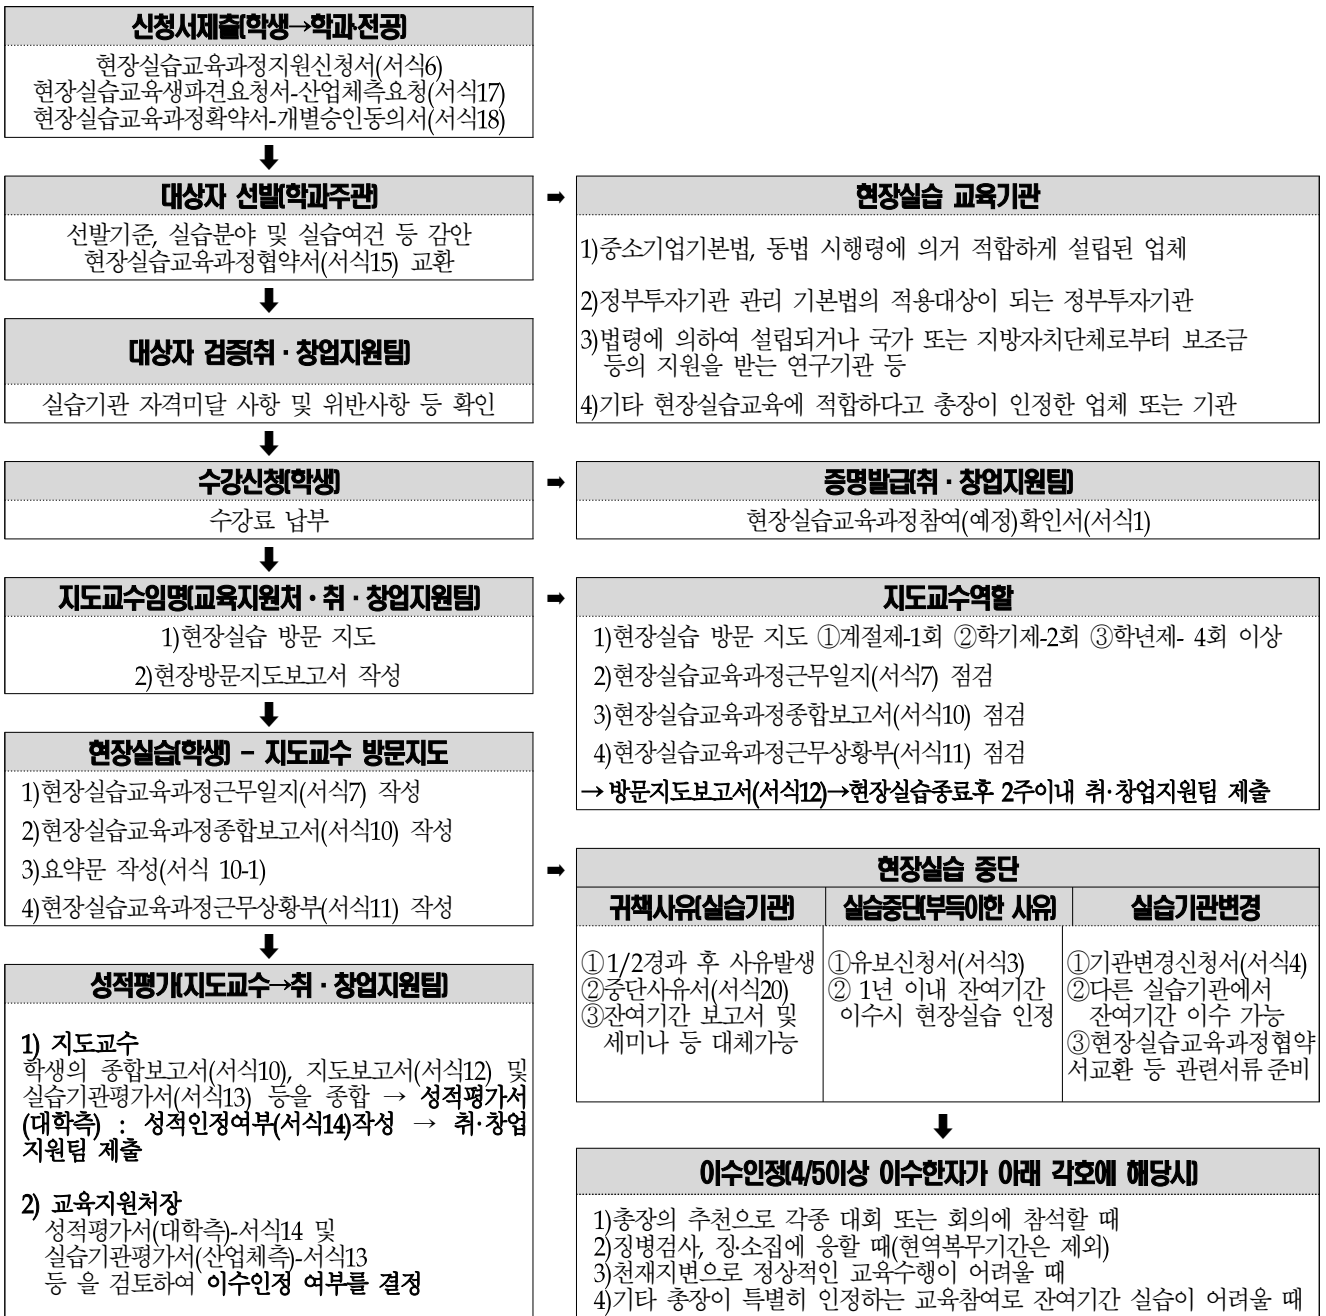 신청서제출(학생→학과·전공)
현장실습교육과정지원신청서(서식6)
현장실습교육생파견요청서-산업체측요청(서식17)
현장실습교육과정확약서-개별승인동의서(서식18)
⬇
대상자 선발(학과주관)
선발기준, 실습분야 및 실습여건 등 감안
현장실습교육과정협약서(서식15) 교환
➡
현장실습 교육기관
1)중소기업기본법, 동법 시행령에 의거 적합하게 설립된 업체
2)정부투자기관 관리 기본법의 적용대상이 되는 정부투자기관
3)법령에 의하여 설립되거나 국가 또는 지방자치단체로부터 보조금
등의 지원을 받는 연구기관 등
4)기타 현장실습교육에 적합하다고 총장이 인정한 업체 또는 기관
⬇
대상자 검증(취·창업지원팀)
실습기관 자격미달 사항 및 위반사항 등 확인
⬇
수강신청(학생)
수강료 납부
➡
증명발급(취·창업지원팀)
현장실습교육과정참여(예정)확인서(서식1)
⬇
지도교수임명(교육지원처·취·창업지원팀)
1)현장실습 방문 지도
2)현장방문지도보고서 작성
➡
지도교수역할
1)현장실습 방문 지도 ①계절제-1회 ②학기제-2회 ③학년제- 4회 이상
2)현장실습교육과정근무일지(서식7) 점검
3)현장실습교육과정종합보고서(서식10) 점검
4)현장실습교육과정근무상황부(서식11) 점검
→ 방문지도보고서(서식12)→현장실습종료후 2주이내 취·창업지원팀 제출
⬇
현장실습(학생) - 지도교수 방문지도
1)현장실습교육과정근무일지(서식7) 작성
2)현장실습교육과정종합보고서(서식10) 작성
3)요약문 작성(서식 10-1)
4)현장실습교육과정근무상황부(서식11) 작성
➡
현장실습 중단
귀책사유(실습기관)
①1/2경과 후 사유발생
②중단사유서(서식20)
③잔여기간 보고서 및
세미나 등 대체가능
실습중단(부득이한 사유)
①유보신청서(서식3)
② 1년 이내 잔여기간
이수시 현장실습 인정
실습기관변경
①기관변경신청서(서식4)
②다른 실습기관에서
잔여기간 이수 가능
③현장실습교육과정협약
서교환 등 관련서류 준비
⬇
성적평가(지도교수→취·창업지원팀)
1) 지도교수
학생의 종합보고서(서식10), 지도보고서(서식12) 및
실습기관평가서(서식13) 등을 종합 → 성적평가서
(대학측) : 성적인정여부(서식14)작성 → 취·창업
지원팀 제출
2) 교육지원처장
성적평가서(대학측)-서식14 및
실습기관평가서(산업체측)-서식13
등 을 검토하여 이수인정 여부를 결정
⬇
이수인정(4/5이상 이수한자가 아래 각호에 해당시)
1)총장의 추천으로 각종 대회 또는 회의에 참석할 때
2)징병검사, 징·소집에 응할 때(현역복무기간은 제외)
3)천재지변으로 정상적인 교육수행이 어려울 때
4)기타 총장이 특별히 인정하는 교육참여로 잔여기간 실습이 어려울 때